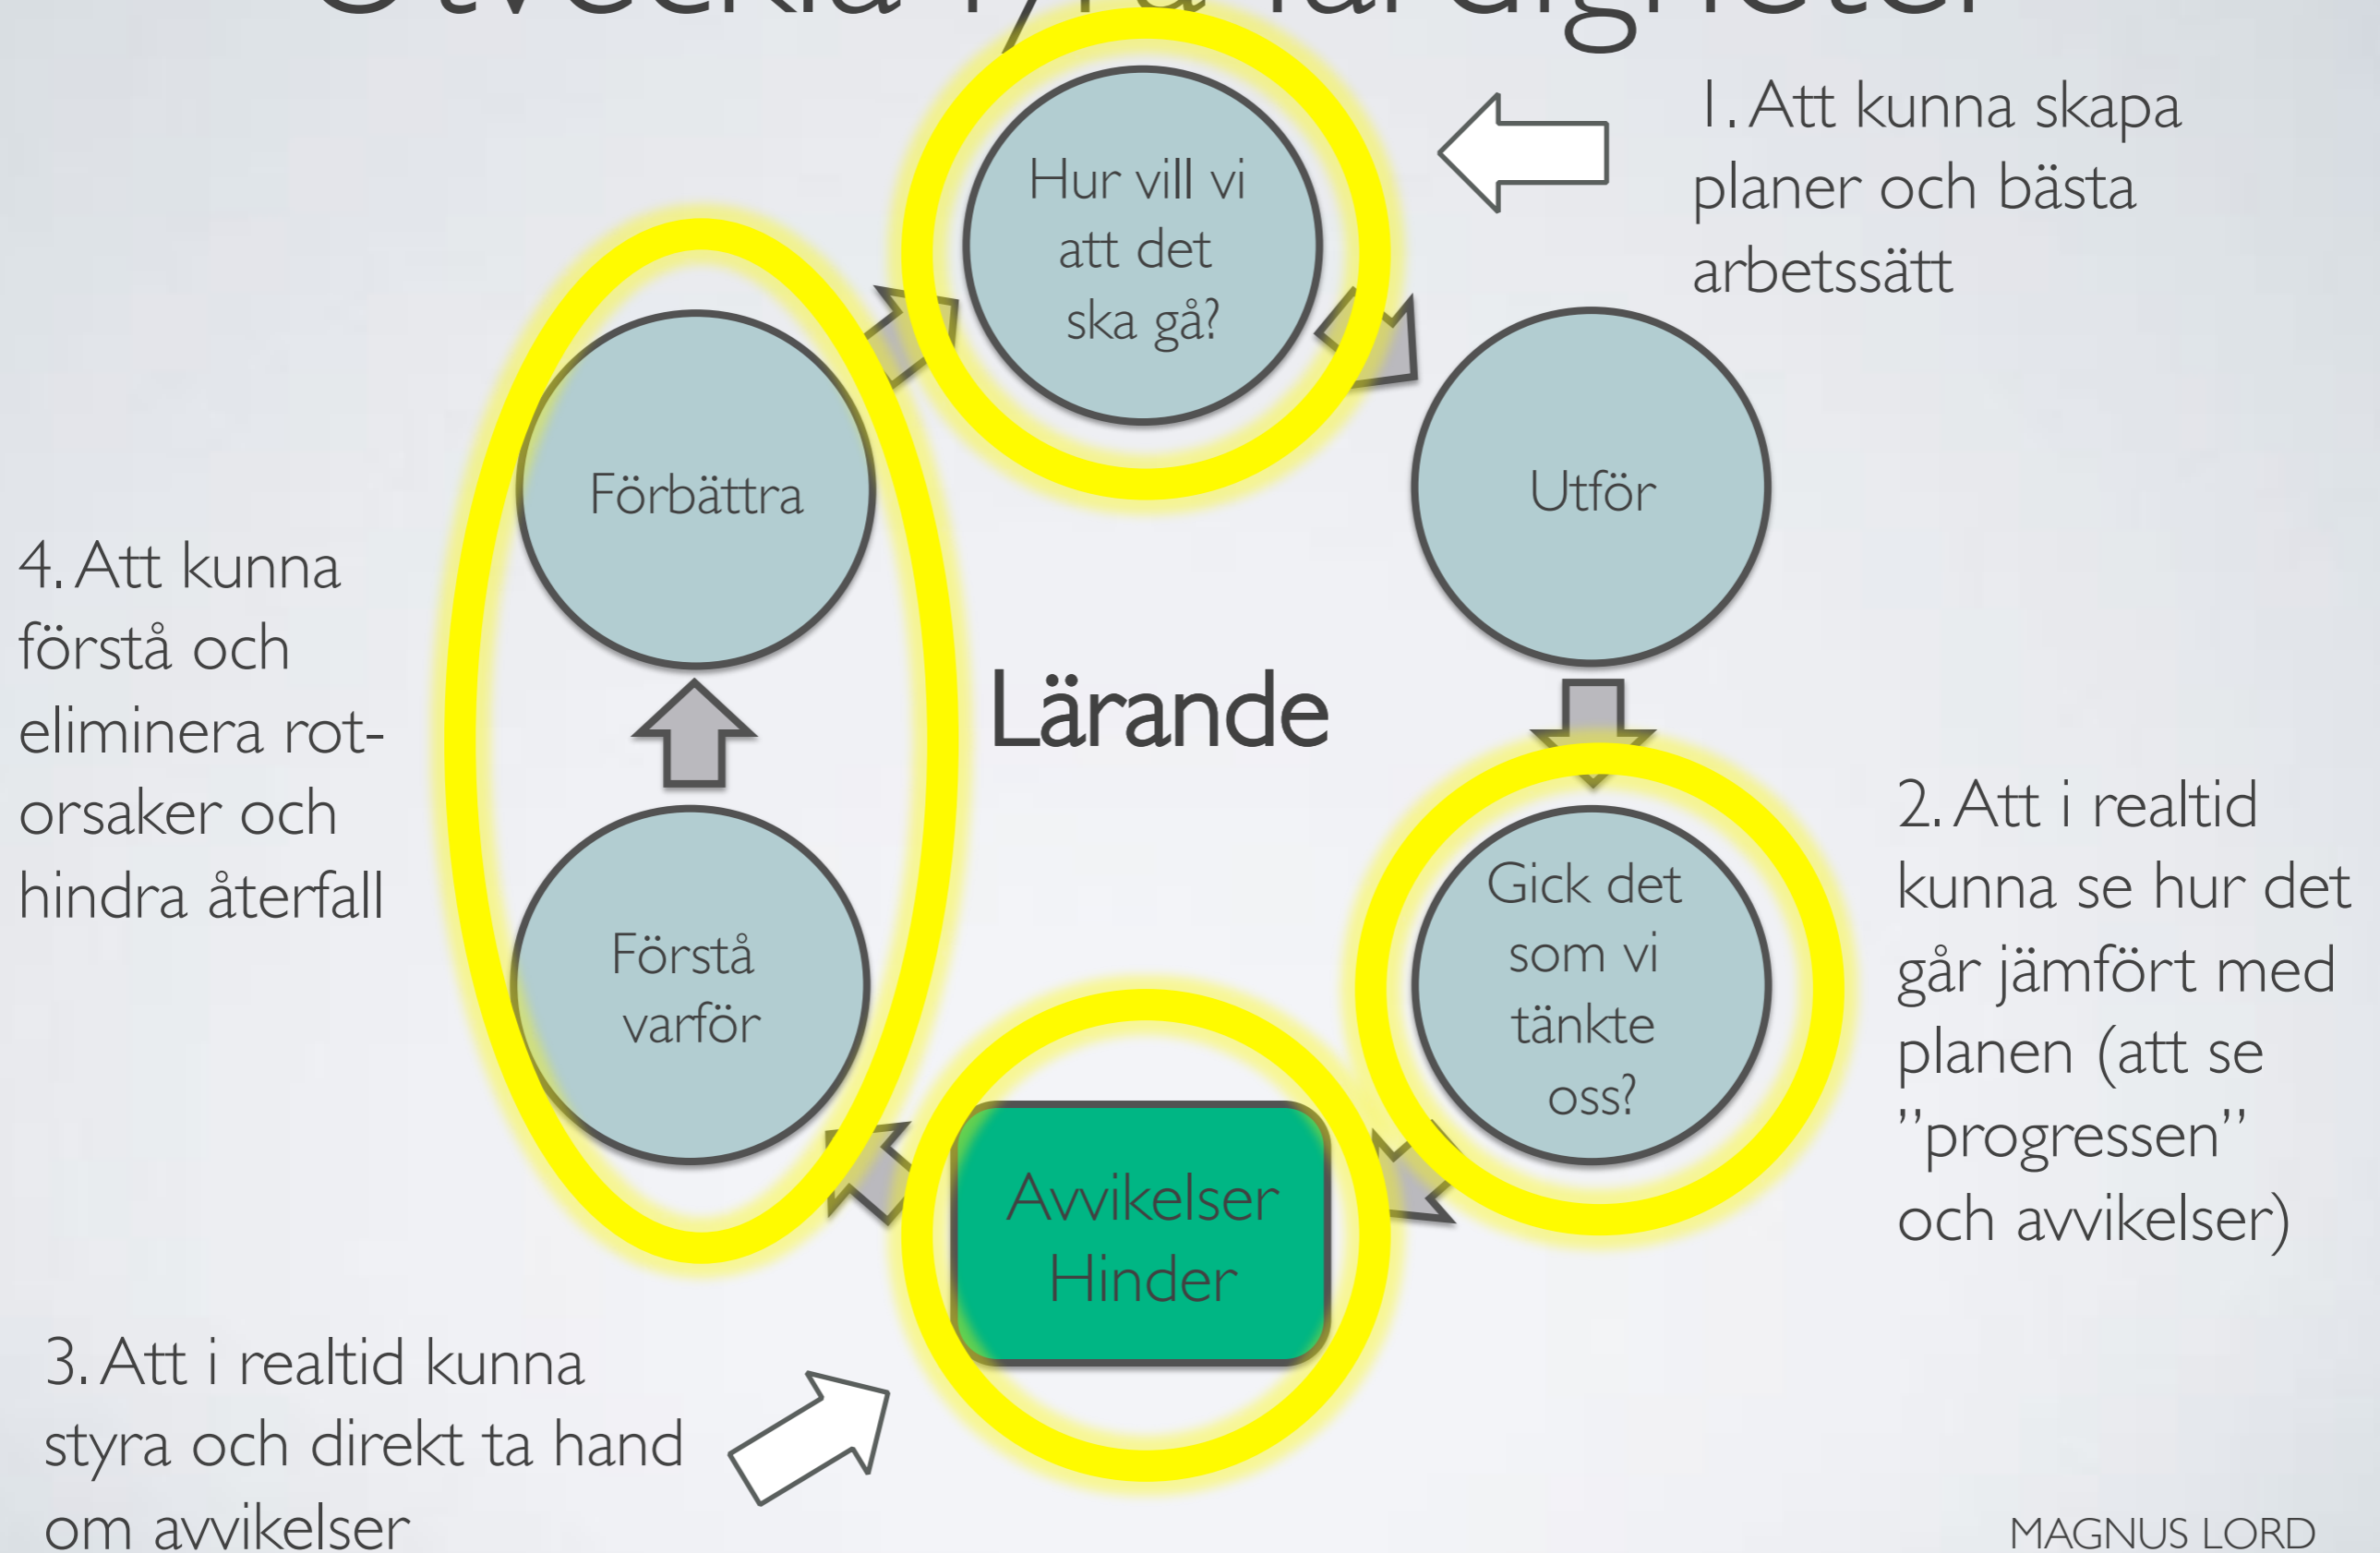 Utveckla fyra färdigheter
1. Att kunna skapa
planer och bästa
arbetssätt
Hur vill vi
att det
ska gå?
Utför
Förbättra
Lärande
4. Att kunna
förstå och
eliminera rot-
orsaker och
hindra återfall
2. Att i realtid
kunna se hur det
går jämfört med
planen (att se
”progressen”
och avvikelser)
Gick det
som vi
tänkte
oss?
Förstå
varför
Avvikelser
Hinder
3. Att i realtid kunna
styra och direkt ta hand
om avvikelser
MAGNUS LORD